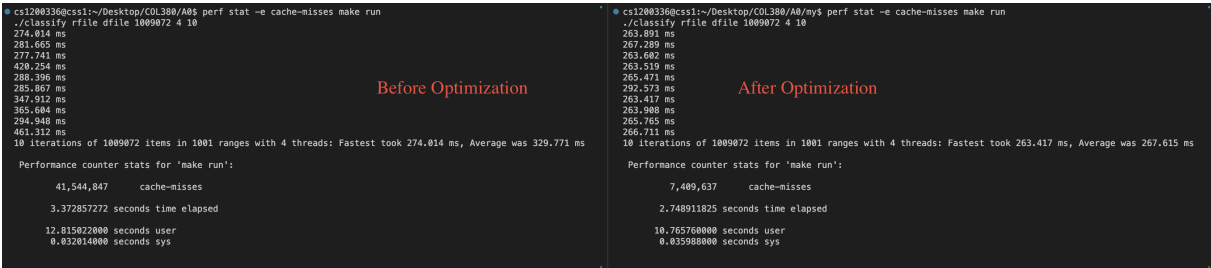 cs1200336@css1:~/Desktop/COL380/A0$ perf stat -e cache-misses make run
./classify rfile dfile 1009072 4 10
274.014 ms
281.665 ms
277.741 ms
420.254 ms
288.396 ms
285.867 ms
347.912 ms
365.604 ms
294.948 ms
461.312 ms
10 iterations of 1009072 items in 1001 ranges with 4 threads: Fastest took 274.014 ms, Average was 329.771 ms
Performance counter stats for 'make run':
41,544,847 cache-misses
3.372857272 seconds time elapsed
12.815022000 seconds user
0.032014000 seconds sys
Before Optimization
cs1200336@css1:~/Desktop/COL380/A0/my$ perf stat -e cache-misses make run
./classify rfile dfile 1009072 4 10
263.891 ms
267.289 ms
263.602 ms
263.519 ms
265.471 ms
292.573 ms
263.417 ms
263.908 ms
265.765 ms
266.711 ms
10 iterations of 1009072 items in 1001 ranges with 4 threads: Fastest took 263.417 ms, Average was 267.615 ms
Performance counter stats for 'make run':
7,409,637 cache-misses
2.748911825 seconds time elapsed
10.765760000 seconds user
0.035988000 seconds sys
After Optimization